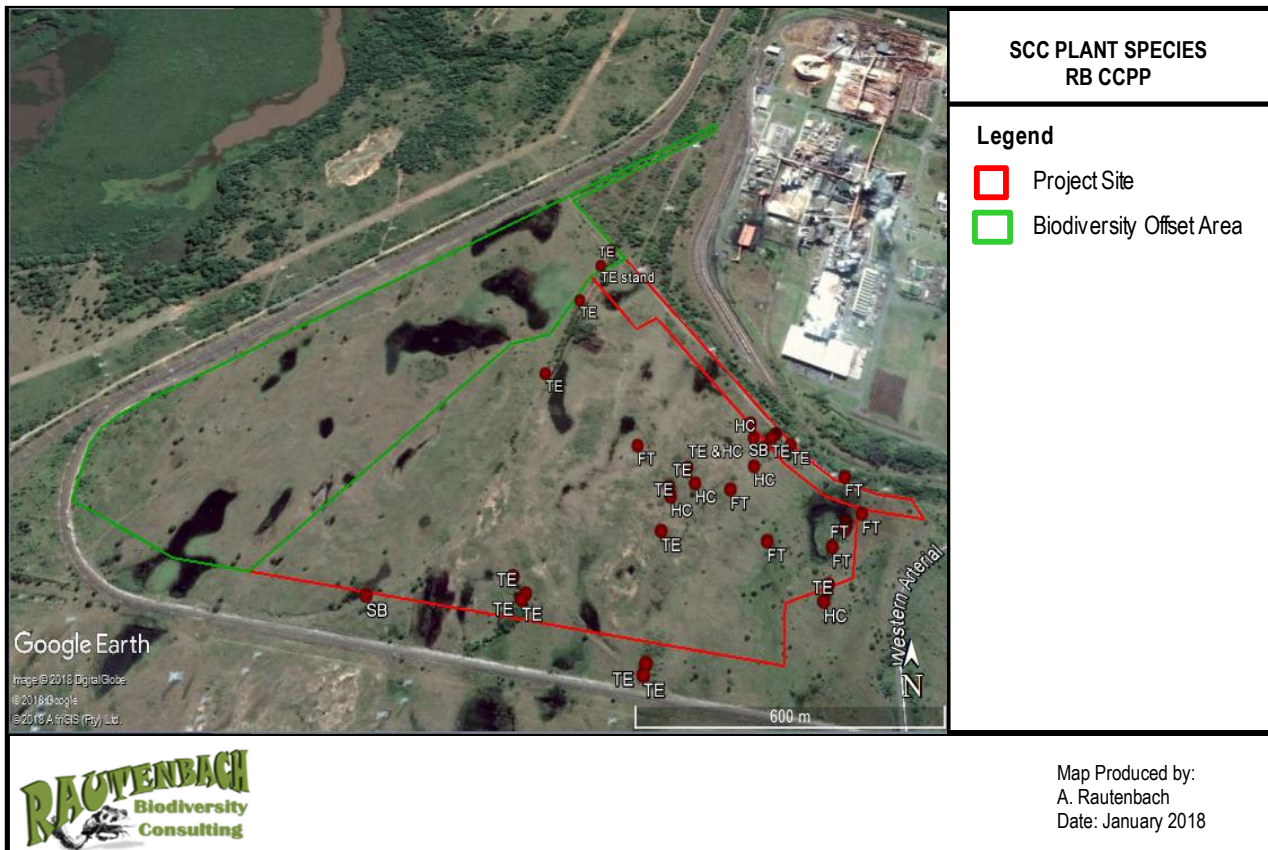 SCC PLANT SPECIES
RB CCPP
Legend
Project Site
Biodiversity Offset Area
TE
TE stand
TE
TE
HC
TE & HC SB TE
TE
FT
TE
HC
TE
HC
HC
FT
FT
FT
FT
FT
FT
TE
TE
HC
SB
TE
TE
TE
TE
TE
Western Arterial
N
600 m
Google Earth
Image © 2018 DigitalGlobe
© 2018 Google
© 2018 AfriGIS (Pty) Ltd.
RAUTENBACH
Biodiversity
Consulting
Map Produced by:
A. Rautenbach
Date: January 2018